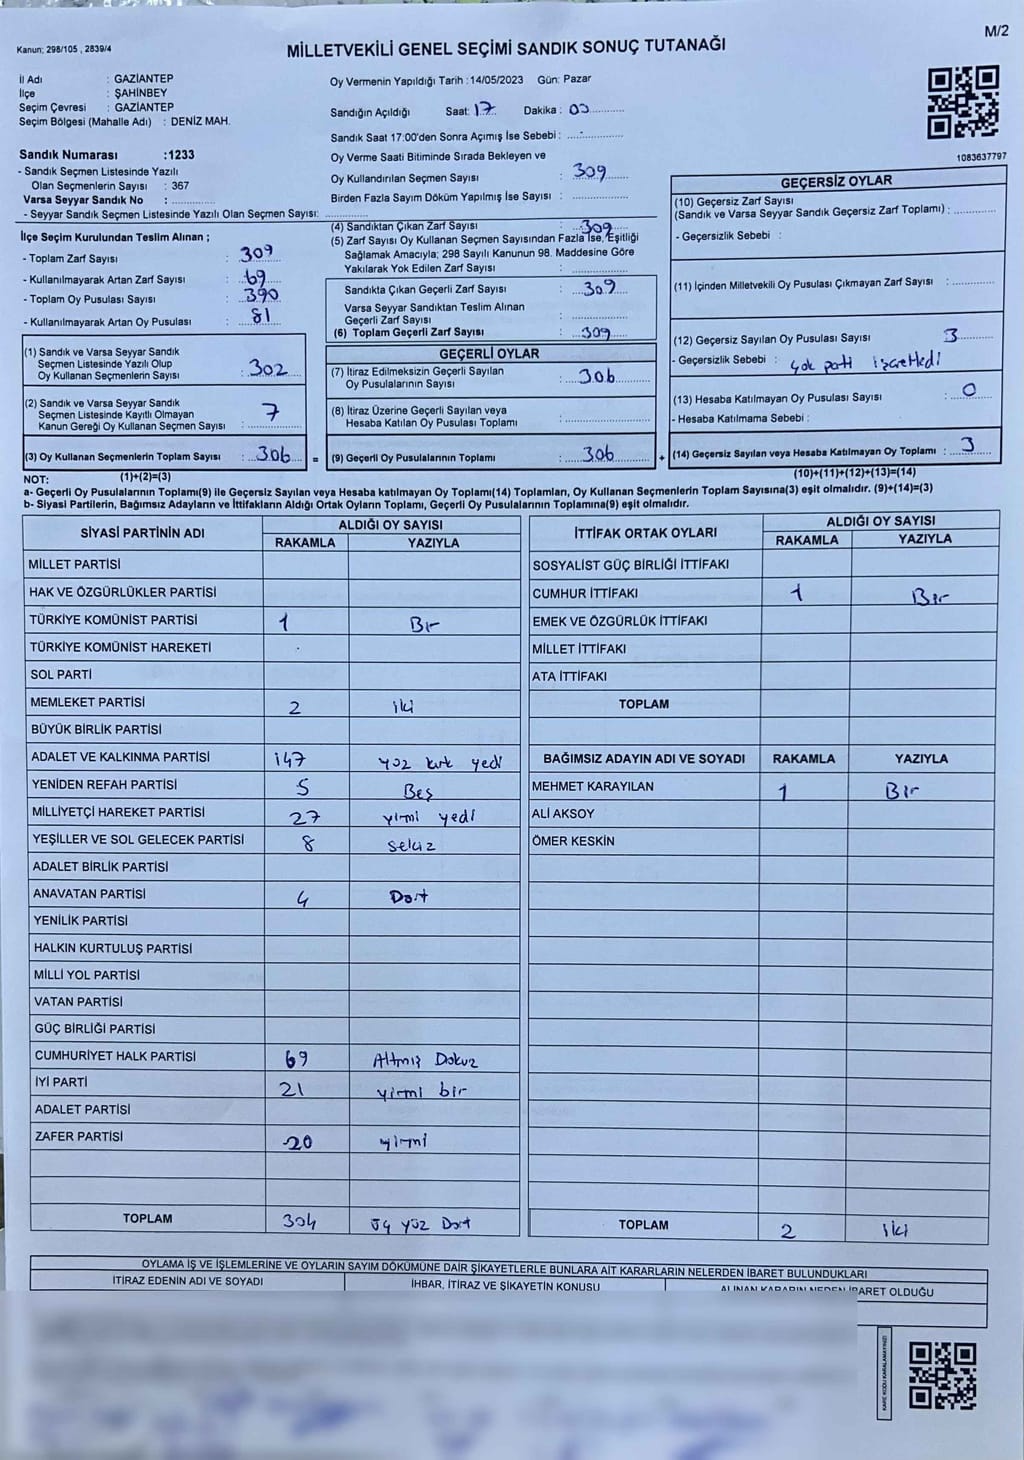 M/2
Kanun; 298/105 , 2839/4
MİLLETVEKİLİ GENEL SEÇİMİ SANDIK SONUÇ TUTANAĞI
İl Adı : GAZİANTEP
İlçe : ŞAHİNBEY
Seçim Çevresi : GAZİANTEP
Seçim Bölgesi (Mahalle Adı) : DENİZ MAH.
Oy Vermenin Yapıldığı Tarih :14/05/2023 Gün: Pazar
Sandığın Açıldığı Saat: 17 Dakika : 00
Sandık Saat 17:00'den Sonra Açımış İse Sebebi :
Sandık Numarası :1233
- Sandık Seçmen Listesinde Yazılı
Olan Seçmenlerin Sayısı : 367
Varsa Seyyar Sandık No :
- Seyyar Sandık Seçmen Listesinde Yazılı Olan Seçmen Sayısı:
Oy Verme Saati Bitiminde Sırada Bekleyen ve
Oy Kullandırılan Seçmen Sayısı : 309
Birden Fazla Sayım Döküm Yapılmış İse Sayısı :
1083637797
İlçe Seçim Kurulundan Teslim Alınan ;
- Toplam Zarf Sayısı : 309
- Kullanılmayarak Artan Zarf Sayısı : 69
- Toplam Oy Pusulası Sayısı : 390
- Kullanılmayarak Artan Oy Pusulası : 81
(4) Sandıktan Çıkan Zarf Sayısı : 309
(5) Zarf Sayısı Oy Kullanan Seçmen Sayısından Fazla İse, Eşitliği
Sağlamak Amacıyla; 298 Sayılı Kanunun 98. Maddesine Göre
Yakılarak Yok Edilen Zarf Sayısı :
Sandıkta Çıkan Geçerli Zarf Sayısı : 309
Varsa Seyyar Sandıktan Teslim Alınan
Geçerli Zarf Sayısı :
(6) Toplam Geçerli Zarf Sayısı : 309
GEÇERSİZ OYLAR
(10) Geçersiz Zarf Sayısı
(Sandık ve Varsa Seyyar Sandık Geçersiz Zarf Toplamı) :
- Geçersizlik Sebebi :
(11) İçinden Milletvekili Oy Pusulası Çıkmayan Zarf Sayısı :
(12) Geçersiz Sayılan Oy Pusulası Sayısı : 3
- Geçersizlik Sebebi : çok parti işaretledi
(13) Hesaba Katılmayan Oy Pusulası Sayısı : 0
- Hesaba Katılmama Sebebi :
(14) Geçersiz Sayılan veya Hesaba Katılmayan Oy Toplamı : 3
(10)+(11)+(12)+(13)=(14)
(1) Sandık ve Varsa Seyyar Sandık
Seçmen Listesinde Yazılı Olup
Oy Kullanan Seçmenlerin Sayısı : 302
(2) Sandık ve Varsa Seyyar Sandık
Seçmen Listesinde Kayıtlı Olmayan
Kanun Gereği Oy Kullanan Seçmen Sayısı : 7
(3) Oy Kullanan Seçmenlerin Toplam Sayısı : 306 =
GEÇERLİ OYLAR
(7) İtiraz Edilmeksizin Geçerli Sayılan
Oy Pusulalarının Sayısı : 306
(8) İtiraz Üzerine Geçerli Sayılan veya
Hesaba Katılan Oy Pusulası Toplamı :
(9) Geçerli Oy Pusulalarının Toplamı : 306 +
NOT: (1)+(2)=(3)
a- Geçerli Oy Pusulalarının Toplamı(9) ile Geçersiz Sayılan veya Hesaba katılmayan Oy Toplamı(14) Toplamları, Oy Kullanan Seçmenlerin Toplam Sayısına(3) eşit olmalıdır. (9)+(14)=(3)
b- Siyasi Partilerin, Bağımsız Adayların ve İttifakların Aldığı Ortak Oyların Toplamı, Geçerli Oy Pusulalarının Toplamına(9) eşit olmalıdır.
SİYASİ PARTİNİN ADI ALDIĞI OY SAYISI
RAKAMLA YAZIYLA
MİLLET PARTİSİ
HAK VE ÖZGÜRLÜKLER PARTİSİ
TÜRKİYE KOMÜNİST PARTİSİ 1 Bir
TÜRKİYE KOMÜNİST HAREKETİ
SOL PARTİ
MEMLEKET PARTİSİ 2 iki
BÜYÜK BİRLİK PARTİSİ
ADALET VE KALKINMA PARTİSİ 147 yüz kırk yedi
YENİDEN REFAH PARTİSİ 5 Beş
MİLLİYETÇİ HAREKET PARTİSİ 27 yirmi yedi
YEŞİLLER VE SOL GELECEK PARTİSİ 8 sekiz
ADALET BİRLİK PARTİSİ
ANAVATAN PARTİSİ 4 Dört
YENİLİK PARTİSİ
HALKIN KURTULUŞ PARTİSİ
MİLLİ YOL PARTİSİ
VATAN PARTİSİ
GÜÇ BİRLİĞİ PARTİSİ
CUMHURİYET HALK PARTİSİ 69 Altmış Dokuz
İYİ PARTİ 21 yirmi bir
ADALET PARTİSİ
ZAFER PARTİSİ 20 yirmi
TOPLAM 304 üç yüz Dört
İTTİFAK ORTAK OYLARI ALDIĞI OY SAYISI
RAKAMLA YAZIYLA
SOSYALİST GÜÇ BİRLİĞİ İTTİFAKI
CUMHUR İTTİFAKI 1 Bir
EMEK VE ÖZGÜRLÜK İTTİFAKI
MİLLET İTTİFAKI
ATA İTTİFAKI
TOPLAM
BAĞIMSIZ ADAYIN ADI VE SOYADI RAKAMLA YAZIYLA
MEHMET KARAYILAN 1 Bir
ALİ AKSOY
ÖMER KESKİN
TOPLAM 2 iki
OYLAMA İŞ VE İŞLEMLERİNE VE OYLARIN SAYIM DÖKÜMÜNE DAİR ŞİKAYETLERLE BUNLARA AİT KARARLARIN NELERDEN İBARET BULUNDUKLARI
İTİRAZ EDENİN ADI VE SOYADI İHBAR, İTİRAZ VE ŞİKAYETİN KONUSU ALINAN KARARIN NEDEN İBARET OLDUĞU
KARE KODU KARALAMAYINIZ!